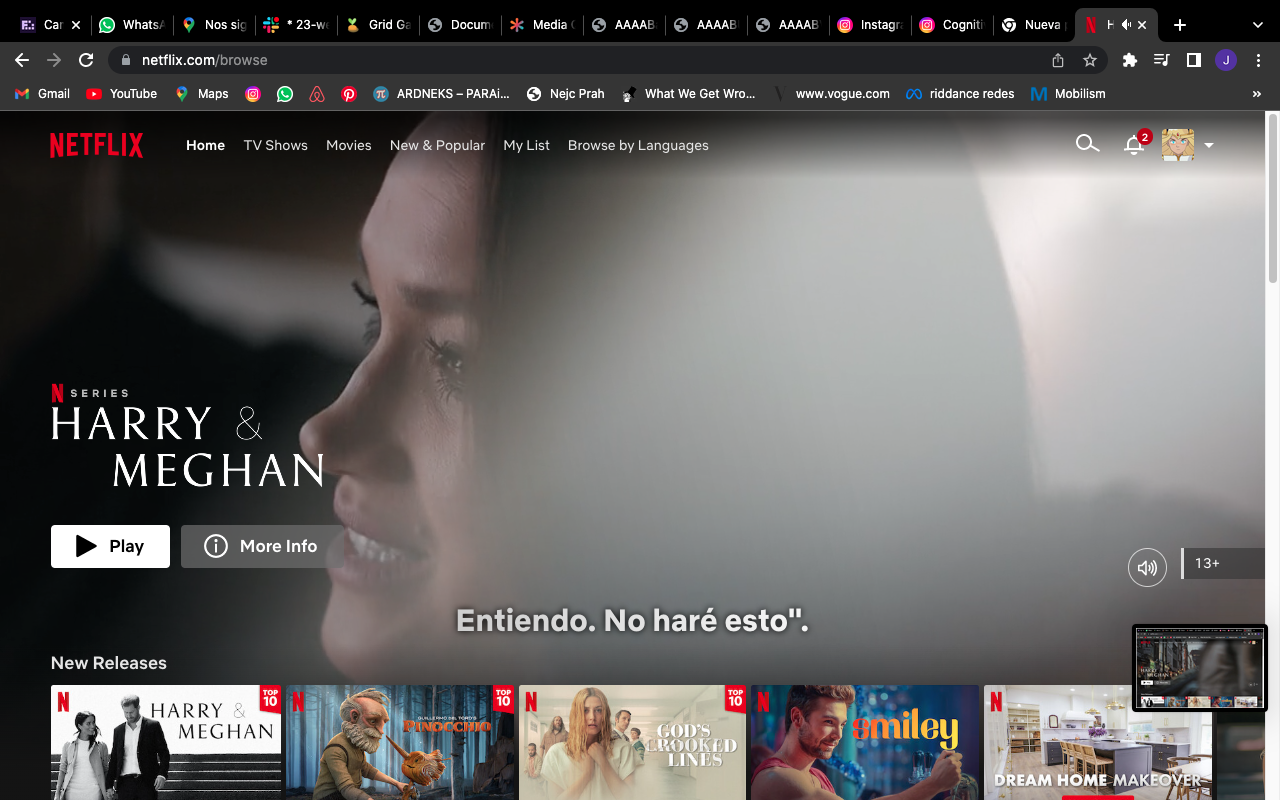 Car
WhatsA
Nos sig
* 23-we
Grid Ga
Docum
Media
AAAAB
AAAAB
AAAAB
Instagr
Cogniti
Nueva
H
netflix.com/browse
J
Gmail
YouTube
Maps
ARDNEKS – PARAi...
Nejc Prah
What We Get Wro...
www.vogue.com
riddance redes
Mobilism
»
NETFLIX
Home
TV Shows
Movies
New & Popular
My List
Browse by Languages
2
N SERIES
HARRY &
MEGHAN
Play
More Info
13+
Entiendo. No haré esto".
New Releases
N
TOP
10
HARRY &
MEGHAN
N
TOP
10
GUILLERMO DEL TORO'S
PINOCCHIO
N
TOP
10
GOD'S
CROOKED
LINES
N
smiley
N
DREAM HOME MAKEOVER